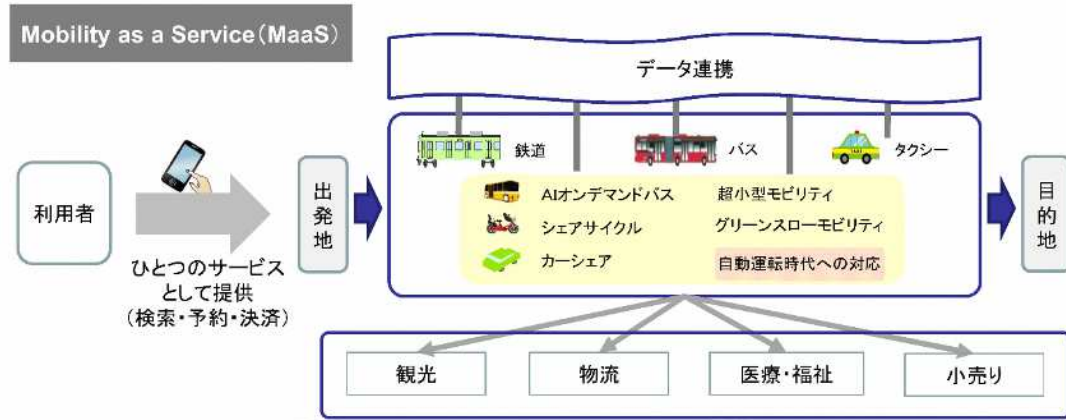 Mobility as a Service(MaaS)
データ連携
鉄道
バス
タクシー
利用者
出発地
目的地
AIオンデマンドバス
超小型モビリティ
シェアサイクル
グリーンスローモビリティ
カーシェア
自動運転時代への対応
ひとつのサービス
として提供
(検索・予約・決済)
観光
物流
医療・福祉
小売り